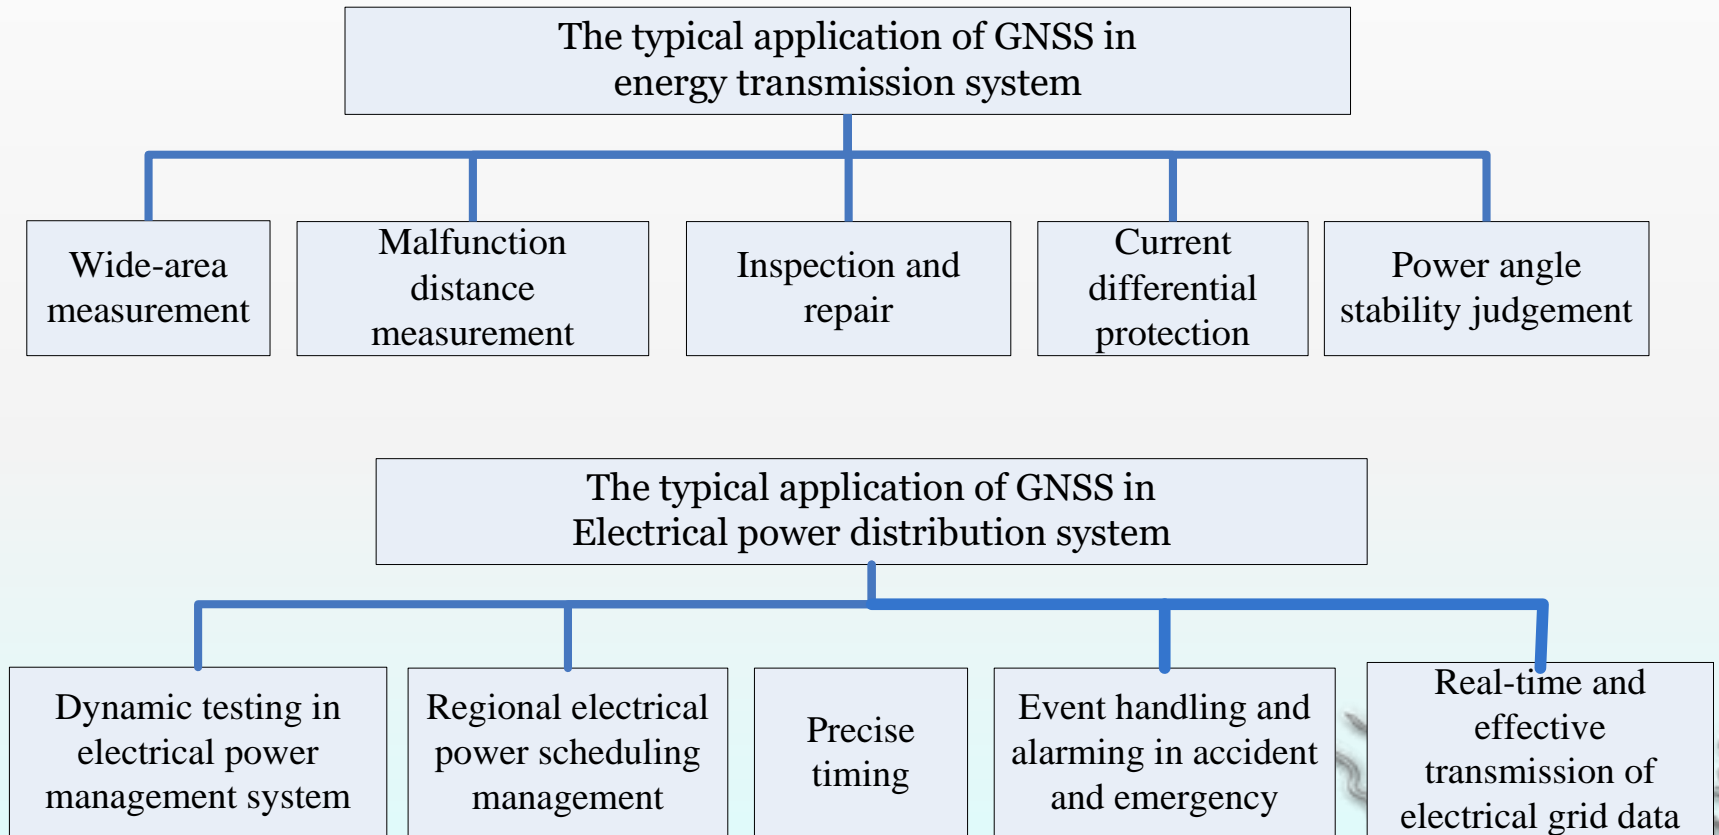 The typical application of GNSS in
energy transmission system
Wide-area
measurement
Malfunction
distance
measurement
Inspection and
repair
Current
differential
protection
Power angle
stability judgement
The typical application of GNSS in
Electrical power distribution system
Dynamic testing in
electrical power
management system
Regional electrical
power scheduling
management
Precise
timing
Event handling and
alarming in accident
and emergency
Real-time and
effective
transmission of
electrical grid data